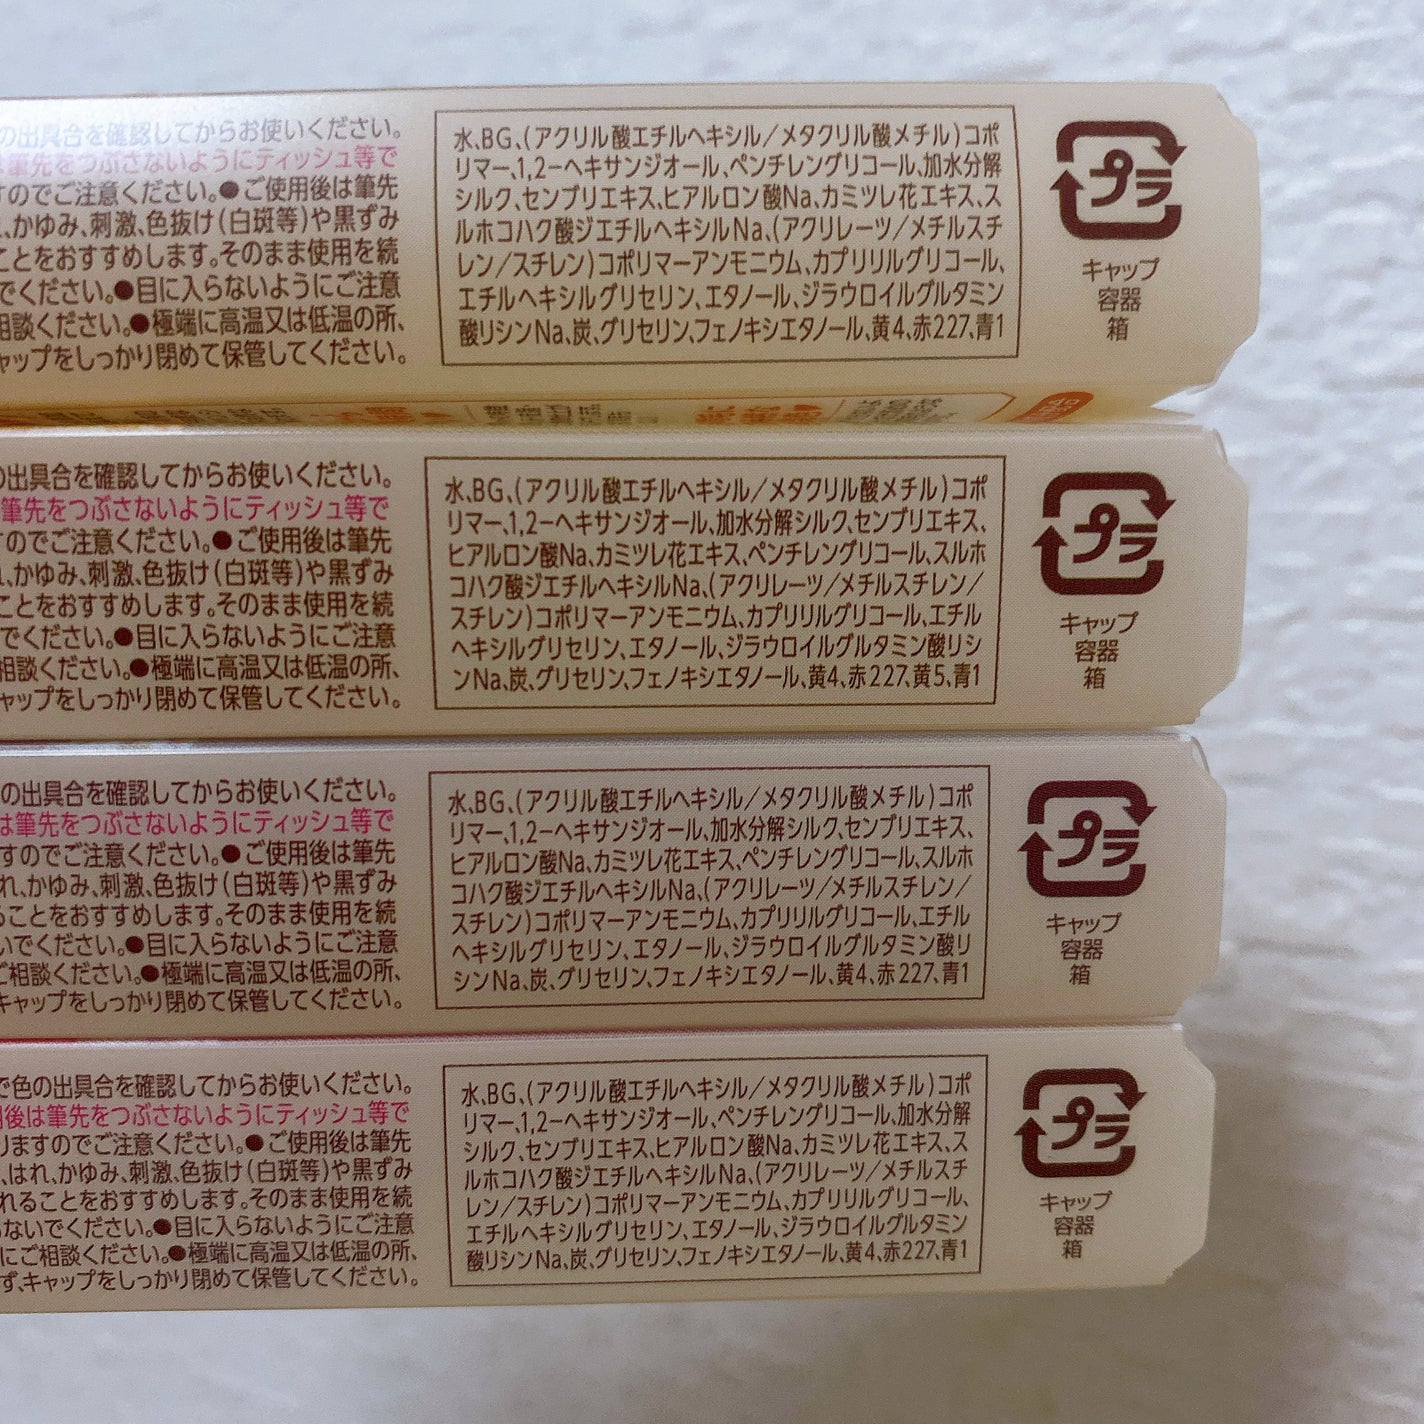 の出具合を確認してからお使いください。
筆先をつぶさないようにティッシュ等で
すのでご注意ください。●ご使用後は筆先
、かゆみ、刺激、色抜け(白斑等)や黒ずみ
ことをおすすめします。そのまま使用を続
でください。●目に入らないようにご注意
相談ください。●極端に高温又は低温の所、
ャップをしっかり閉めて保管してください。
水、BG、(アクリル酸エチルヘキシル/メタクリル酸メチル)コポ
リマー、1,2-ヘキサンジオール、ペンチレングリコール、加水分解
シルク、センブリエキス、ヒアルロン酸Na、カミツレ花エキス、ス
ルホコハク酸ジエチルヘキシルNa、(アクリレーツ/メチルスチ
レン/スチレン)コポリマーアンモニウム、カプリリルグリコール、
エチルヘキシルグリセリン、エタノール、ジラウロイルグルタミン
酸リシンNa、炭、グリセリン、フェノキシエタノール、黄4、赤227、青1
プラ
キャップ
容器
箱
の出具合を確認してからお使いください。
筆先をつぶさないようにティッシュ等で
のでご注意ください。●ご使用後は筆先
、かゆみ、刺激、色抜け(白斑等)や黒ずみ
ことをおすすめします。そのまま使用を続
でください。●目に入らないようにご注意
相談ください。●極端に高温又は低温の所、
ャップをしっかり閉めて保管してください。
水、BG、(アクリル酸エチルヘキシル/メタクリル酸メチル)コポ
リマー、1,2-ヘキサンジオール、加水分解シルク、センブリエキス、
ヒアルロン酸Na、カミツレ花エキス、ペンチレングリコール、スルホ
コハク酸ジエチルヘキシルNa、(アクリレーツ/メチルスチレン/
スチレン)コポリマーアンモニウム、カプリリルグリコール、エチル
ヘキシルグリセリン、エタノール、ジラウロイルグルタミン酸リシ
ンNa、炭、グリセリン、フェノキシエタノール、黄4、赤227、黄5、青1
プラ
キャップ
容器
箱
の出具合を確認してからお使いください。
は筆先をつぶさないようにティッシュ等で
すのでご注意ください。●ご使用後は筆先
れ、かゆみ、刺激、色抜け(白斑等)や黒ずみ
ることをおすすめします。そのまま使用を続
いでください。●目に入らないようにご注意
ご相談ください。●極端に高温又は低温の所、
キャップをしっかり閉めて保管してください。
水、BG、(アクリル酸エチルヘキシル/メタクリル酸メチル)コポ
リマー、1,2-ヘキサンジオール、加水分解シルク、センブリエキス、
ヒアルロン酸Na、カミツレ花エキス、ペンチレングリコール、スルホ
コハク酸ジエチルヘキシルNa、(アクリレーツ/メチルスチレン/
スチレン)コポリマーアンモニウム、カプリリルグリコール、エチル
ヘキシルグリセリン、エタノール、ジラウロイルグルタミン酸リ
シンNa、炭、グリセリン、フェノキシエタノール、黄4、赤227、青1
プラ
キャップ
容器
箱
で色の出具合を確認してからお使いください。
用後は筆先をつぶさないようにティッシュ等で
りますのでご注意ください。●ご使用後は筆先
、はれ、かゆみ、刺激、色抜け(白斑等)や黒ずみ
れることをおすすめします。そのまま使用を続
ないでください。●目に入らないようにご注意
にご相談ください。●極端に高温又は低温の所、
ず、キャップをしっかり閉めて保管してください。
水、BG、(アクリル酸エチルヘキシル/メタクリル酸メチル)コポ
リマー、1,2-ヘキサンジオール、ペンチレングリコール、加水分解
シルク、センブリエキス、ヒアルロン酸Na、カミツレ花エキス、ス
ルホコハク酸ジエチルヘキシルNa、(アクリレーツ/メチルスチ
レン/スチレン)コポリマーアンモニウム、カプリリルグリコール、
エチルヘキシルグリセリン、エタノール、ジラウロイルグルタミン
酸リシンNa、炭、グリセリン、フェノキシエタノール、黄4、赤227、青1
プラ
キャップ
容器
箱